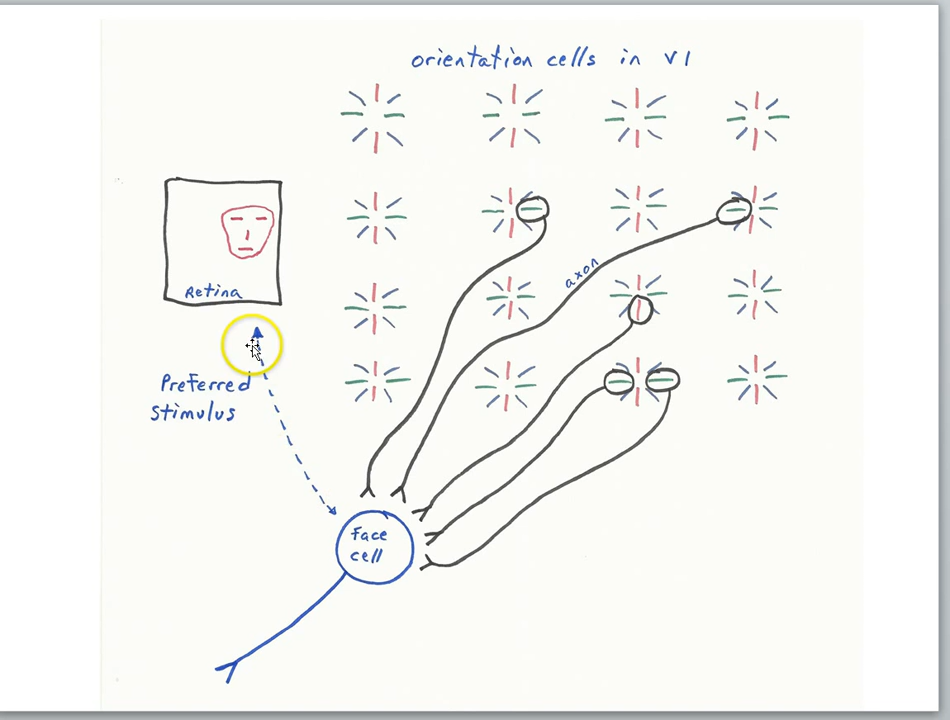 orientation cells in V1
Retina
axon
Preferred
stimulus
Face
cell